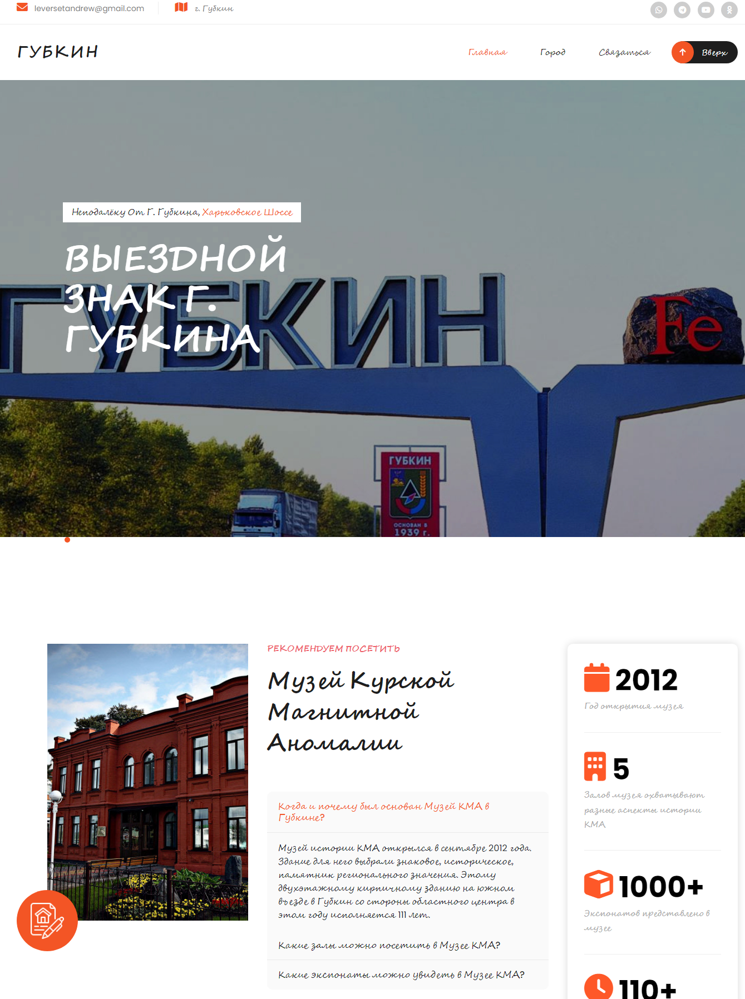 leversetandrew@gmail.com
г. Губкин
ГУБКИН
Главная
Город
Связаться
Вверх
Неподалёку От Г. Губкина, Харьковское Шоссе
ВЫЕЗДНОЙ
ЗНАК Г.
ГУБКИНА
ГУБКИН
Fe
ГУБКИН
ОСНОВАН В
1939 г.
РЕКОМЕНДУЕМ ПОСЕТИТЬ
Музей Курской
Магнитной
Аномалии
Когда и почему был основан Музей КМА в
Губкине?
Музей истории КМА открылся в сентябре 2012 года.
Здание для него выбрали знаковое, историческое,
памятник регионального значения. Этому
двухэтажному кирпичному зданию на южном
въезде в Губкин со стороны областного центра в
этом году исполняется 111 лет.
Какие залы можно посетить в Музее КМА?
Какие экспонаты можно увидеть в Музее КМА?
2012
Год открытия музея
5
Залов музея охватывают
разные аспекты истории
КМА
1000+
Экспонатов представлено в
музее
110+